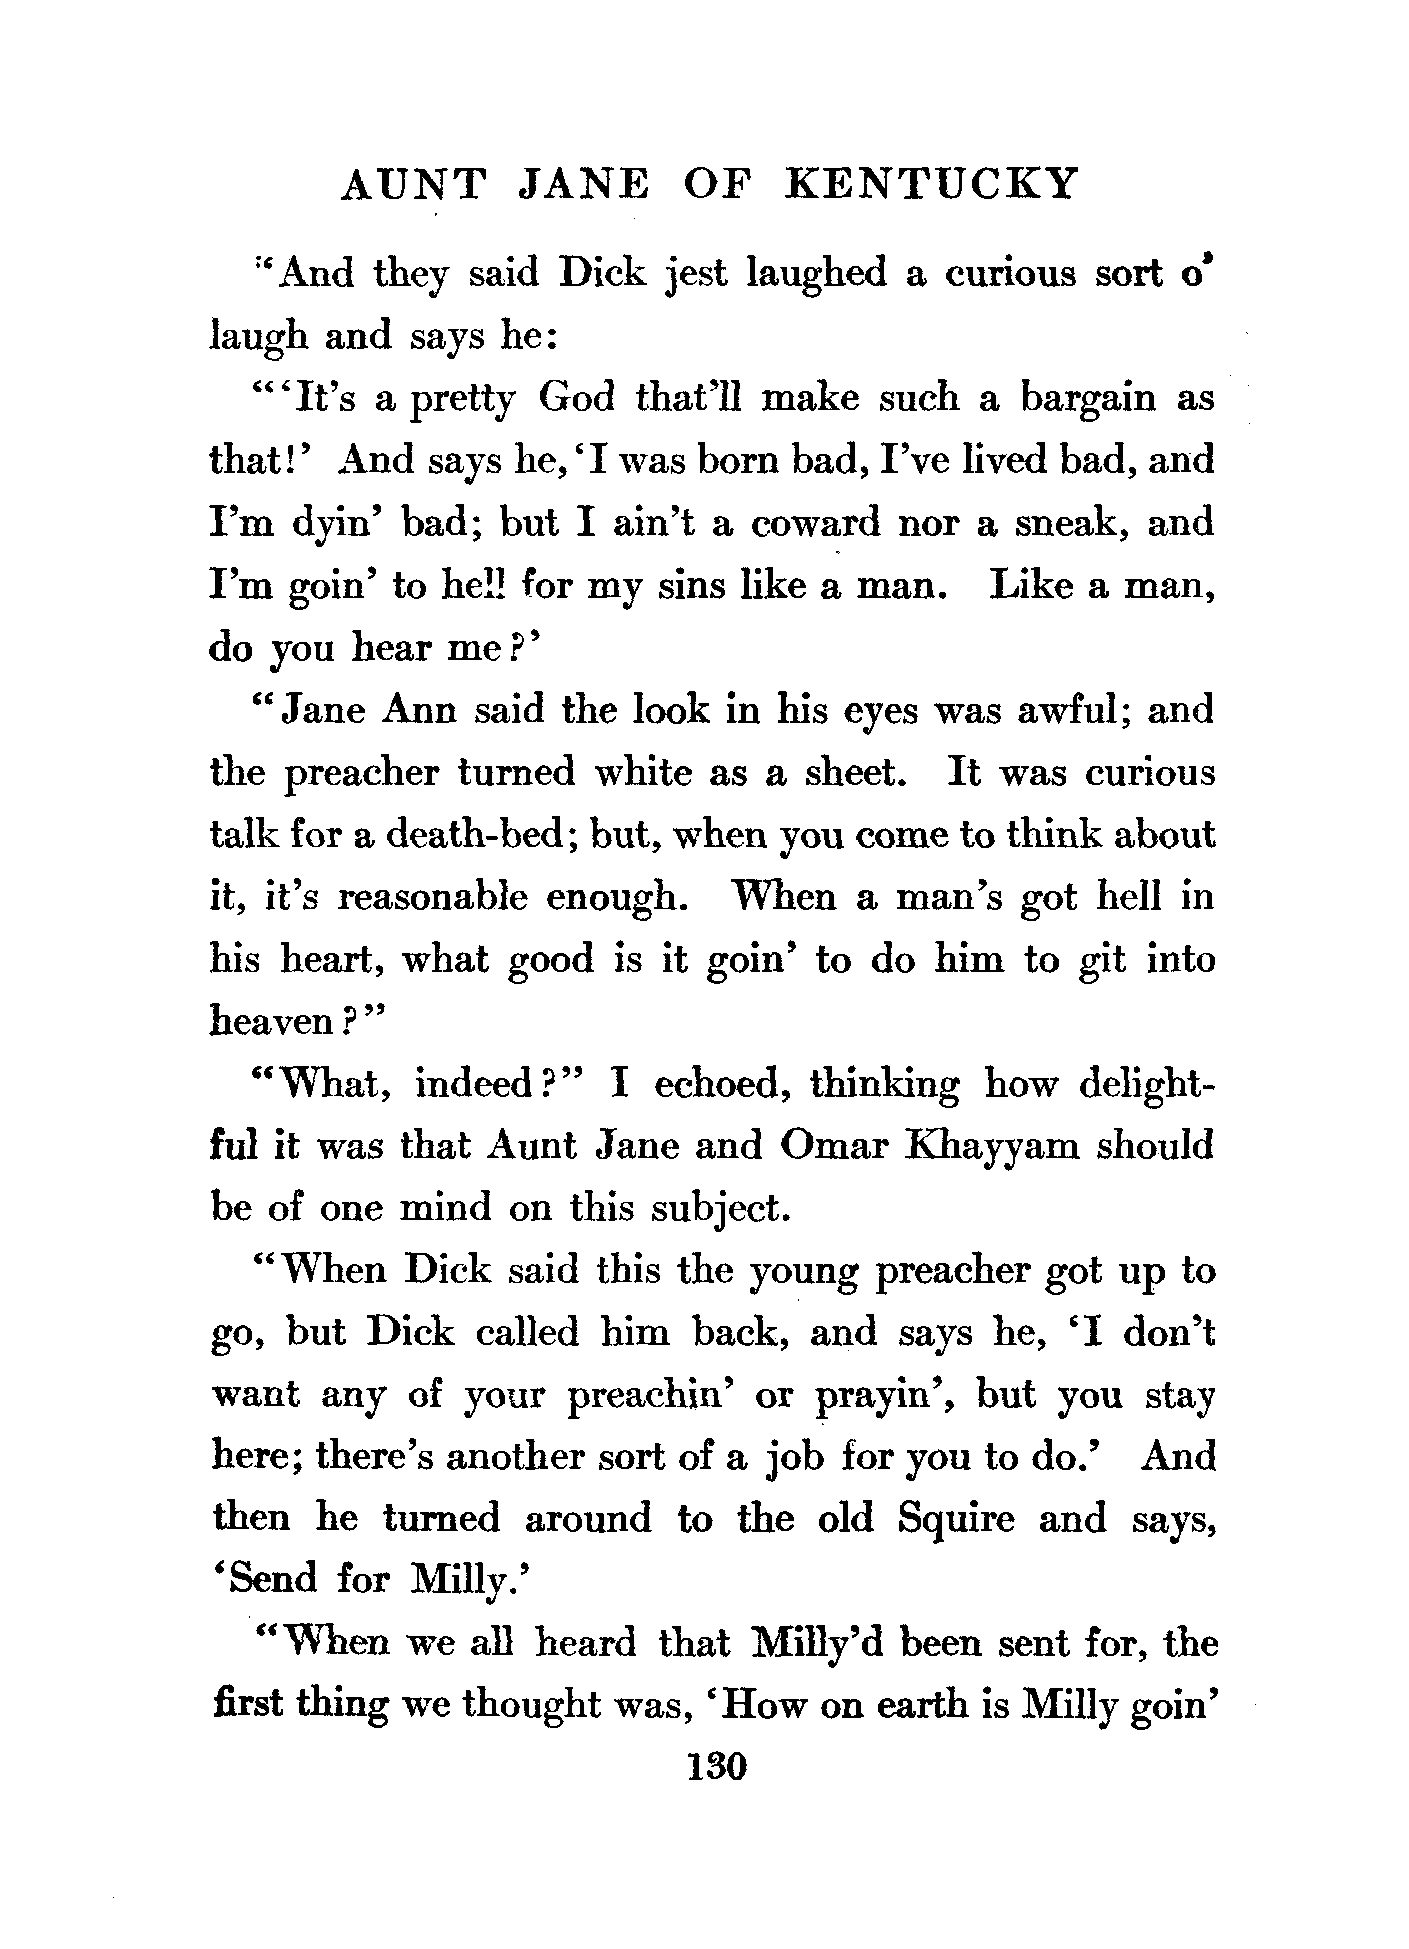 AUNT JANE OF KENTUCKY
“And they said Dick jest laughed a curious sort o’
laugh and says he:
“‘It’s a pretty God that’ll make such a bargain as
that!’ And says he, ‘I was born bad, I’ve lived bad, and
I’m dyin’ bad; but I ain’t a coward nor a sneak, and
I’m goin’ to hell for my sins like a man. Like a man,
do you hear me?’
“Jane Ann said the look in his eyes was awful; and
the preacher turned white as a sheet. It was curious
talk for a death-bed; but, when you come to think about
it, it’s reasonable enough. When a man’s got hell in
his heart, what good is it goin’ to do him to git into
heaven?”
“What, indeed?” I echoed, thinking how delight-
ful it was that Aunt Jane and Omar Khayyam should
be of one mind on this subject.
“When Dick said this the young preacher got up to
go, but Dick called him back, and says he, ‘I don’t
want any of your preachin’ or prayin’, but you stay
here; there’s another sort of a job for you to do.’ And
then he turned around to the old Squire and says,
‘Send for Milly.’
“When we all heard that Milly’d been sent for, the
first thing we thought was, ‘How on earth is Milly goin’
130